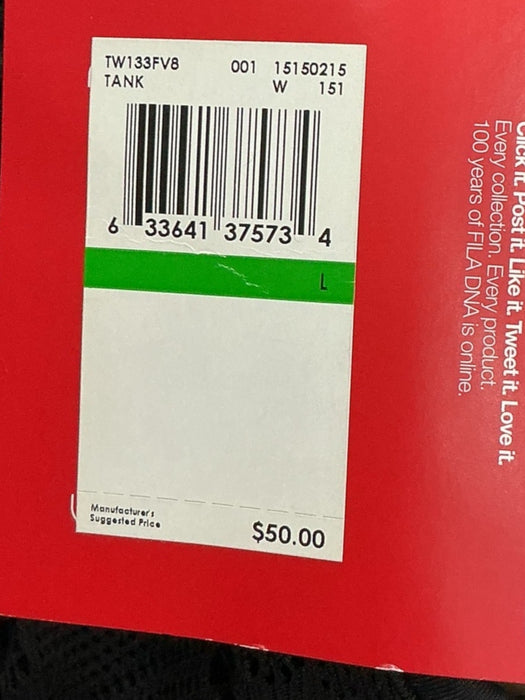 TW133FV8 001 15150215
TANK W 151
6 33641 37573 4
L
Manufacturer's
Suggested Price
$50.00
Click it. Post it. Like it. Tweet it. Love it.
Every collection. Every product.
100 years of FILA DNA is online.